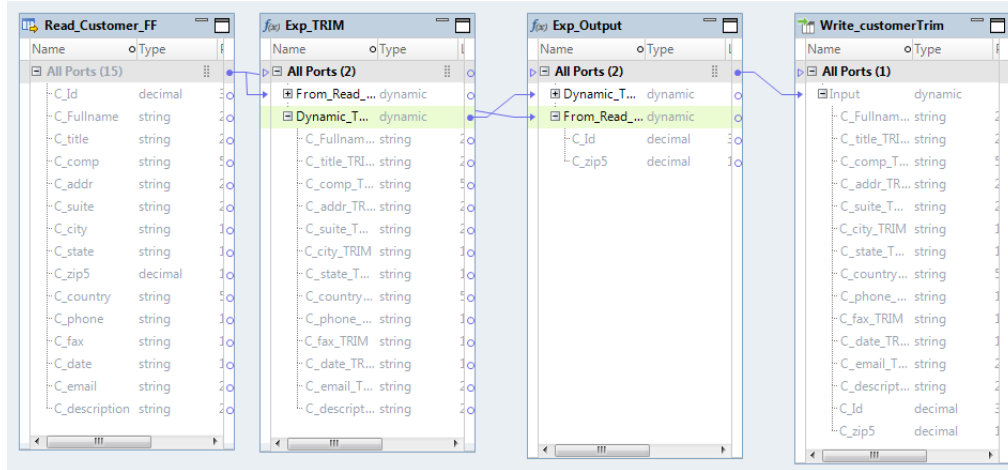 Read_Customer_FF
Name Type
All Ports (15)
C_Id decimal
C_Fullname string
C_title string
C_comp string
C_addr string
C_suite string
C_city string
C_state string
C_zip5 decimal
C_country string
C_phone string
C_fax string
C_date string
C_email string
C_description string
f(x) Exp_TRIM
Name Type
All Ports (2)
From_Read_... dynamic
Dynamic_T... dynamic
C_Fullnam... string
C_title_TRI... string
C_comp_T... string
C_addr_TR... string
C_suite_T... string
C_city_TRIM string
C_state_T... string
C_country... string
C_phone_... string
C_fax_TRIM string
C_date_TR... string
C_email_T... string
C_descript... string
f(x) Exp_Output
Name Type
All Ports (2)
Dynamic_T... dynamic
From_Read_... dynamic
C_Id decimal
C_zip5 decimal
Write_customerTrim
Name Type
All Ports (1)
Input dynamic
C_Fullnam... string
C_title_TRI... string
C_comp_T... string
C_addr_TR... string
C_suite_T... string
C_city_TRIM string
C_state_T... string
C_country... string
C_phone_... string
C_fax_TRIM string
C_date_TR... string
C_email_T... string
C_descript... string
C_Id decimal
C_zip5 decimal